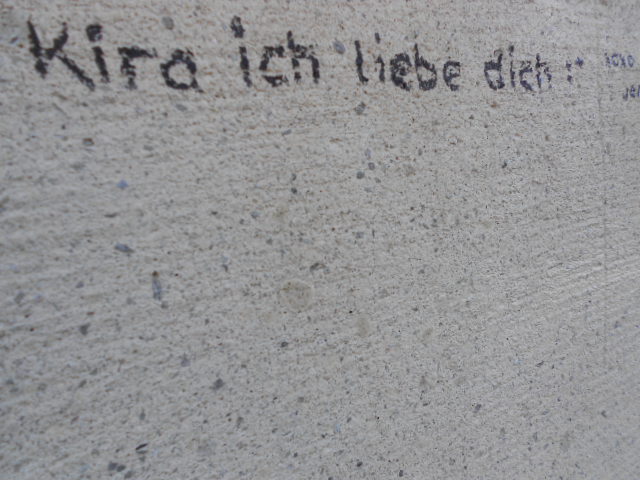 Kira ich liebe dich :*